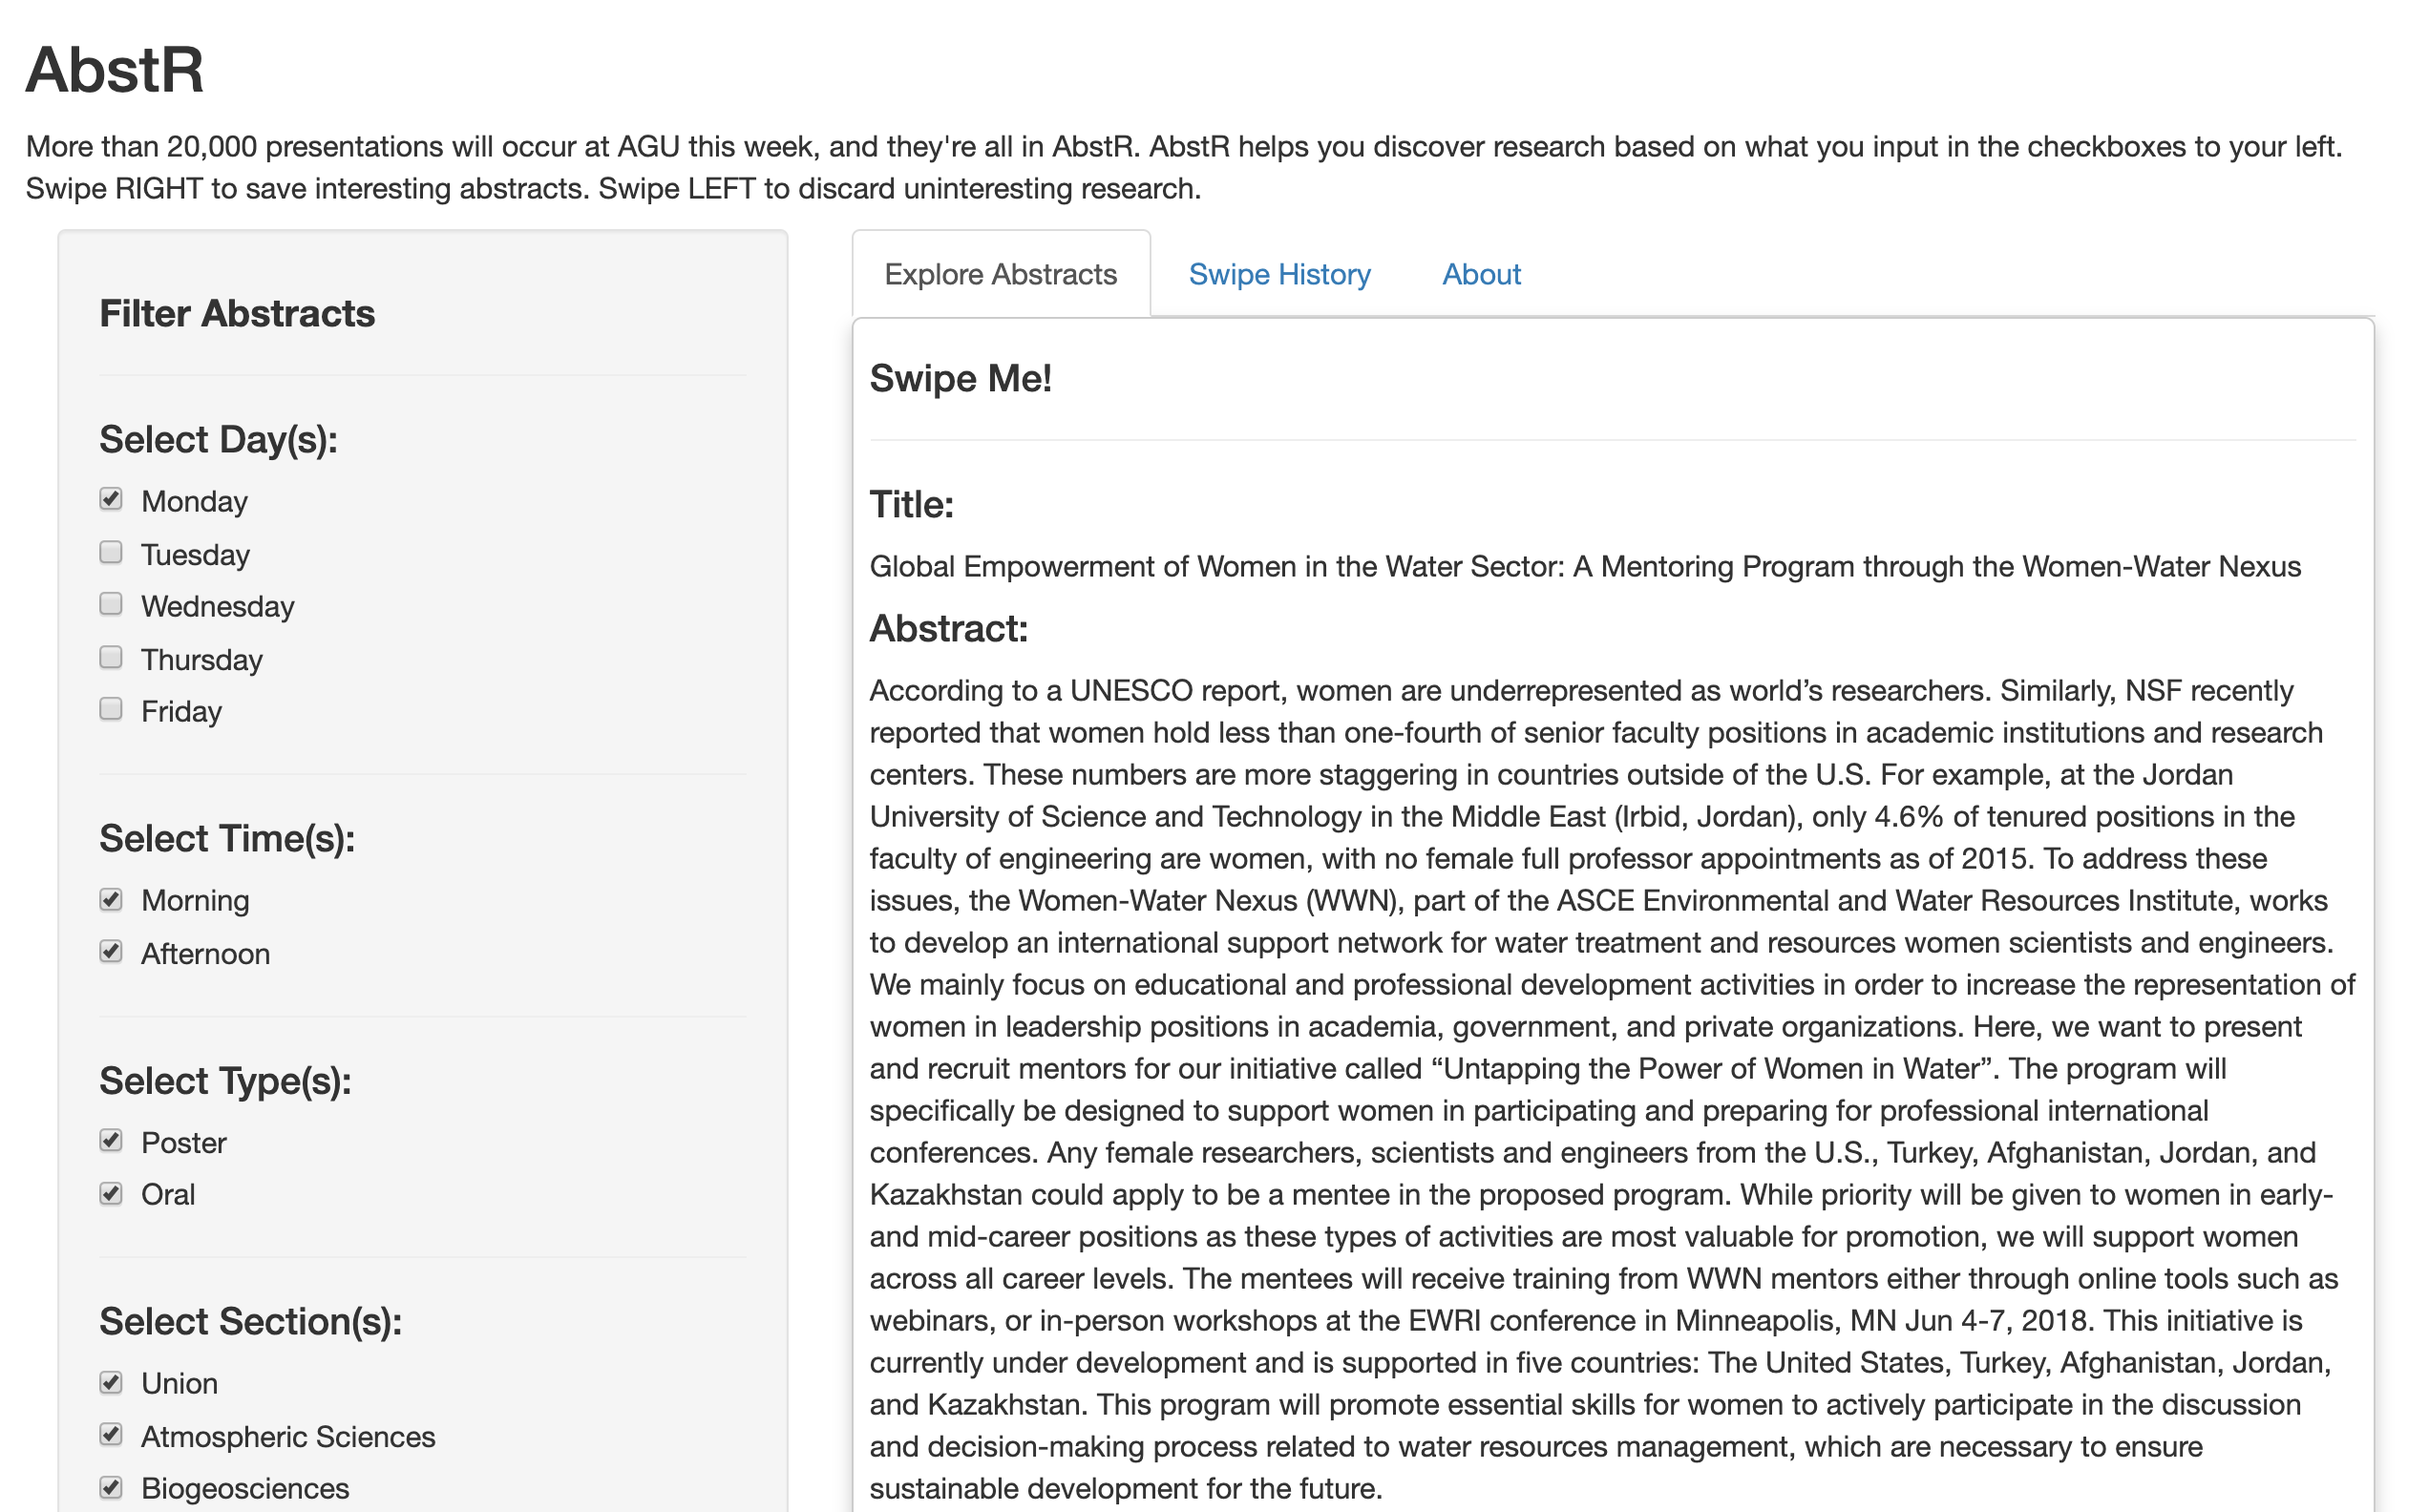 AbstR
More than 20,000 presentations will occur at AGU this week, and they're all in AbstR. AbstR helps you discover research based on what you input in the checkboxes to your left.
Swipe RIGHT to save interesting abstracts. Swipe LEFT to discard uninteresting research.
Filter Abstracts
Select Day(s):
Monday
Tuesday
Wednesday
Thursday
Friday
Select Time(s):
Morning
Afternoon
Select Type(s):
Poster
Oral
Select Section(s):
Union
Atmospheric Sciences
Biogeosciences
Explore Abstracts
Swipe History
About
Swipe Me!
Title:
Global Empowerment of Women in the Water Sector: A Mentoring Program through the Women-Water Nexus
Abstract:
According to a UNESCO report, women are underrepresented as world’s researchers. Similarly, NSF recently
reported that women hold less than one-fourth of senior faculty positions in academic institutions and research
centers. These numbers are more staggering in countries outside of the U.S. For example, at the Jordan
University of Science and Technology in the Middle East (Irbid, Jordan), only 4.6% of tenured positions in the
faculty of engineering are women, with no female full professor appointments as of 2015. To address these
issues, the Women-Water Nexus (WWN), part of the ASCE Environmental and Water Resources Institute, works
to develop an international support network for water treatment and resources women scientists and engineers.
We mainly focus on educational and professional development activities in order to increase the representation of
women in leadership positions in academia, government, and private organizations. Here, we want to present
and recruit mentors for our initiative called “Untapping the Power of Women in Water”. The program will
specifically be designed to support women in participating and preparing for professional international
conferences. Any female researchers, scientists and engineers from the U.S., Turkey, Afghanistan, Jordan, and
Kazakhstan could apply to be a mentee in the proposed program. While priority will be given to women in early-
and mid-career positions as these types of activities are most valuable for promotion, we will support women
across all career levels. The mentees will receive training from WWN mentors either through online tools such as
webinars, or in-person workshops at the EWRI conference in Minneapolis, MN Jun 4-7, 2018. This initiative is
currently under development and is supported in five countries: The United States, Turkey, Afghanistan, Jordan,
and Kazakhstan. This program will promote essential skills for women to actively participate in the discussion
and decision-making process related to water resources management, which are necessary to ensure
sustainable development for the future.